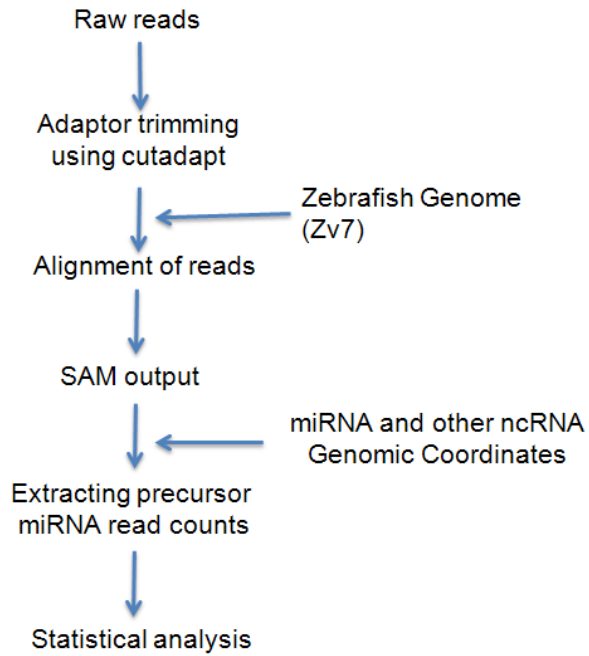 Raw reads
Adaptor trimming
using cutadapt
Zebrafish Genome
(Zv7)
Alignment of reads
SAM output
miRNA and other ncRNA
Genomic Coordinates
Extracting precursor
miRNA read counts
Statistical analysis